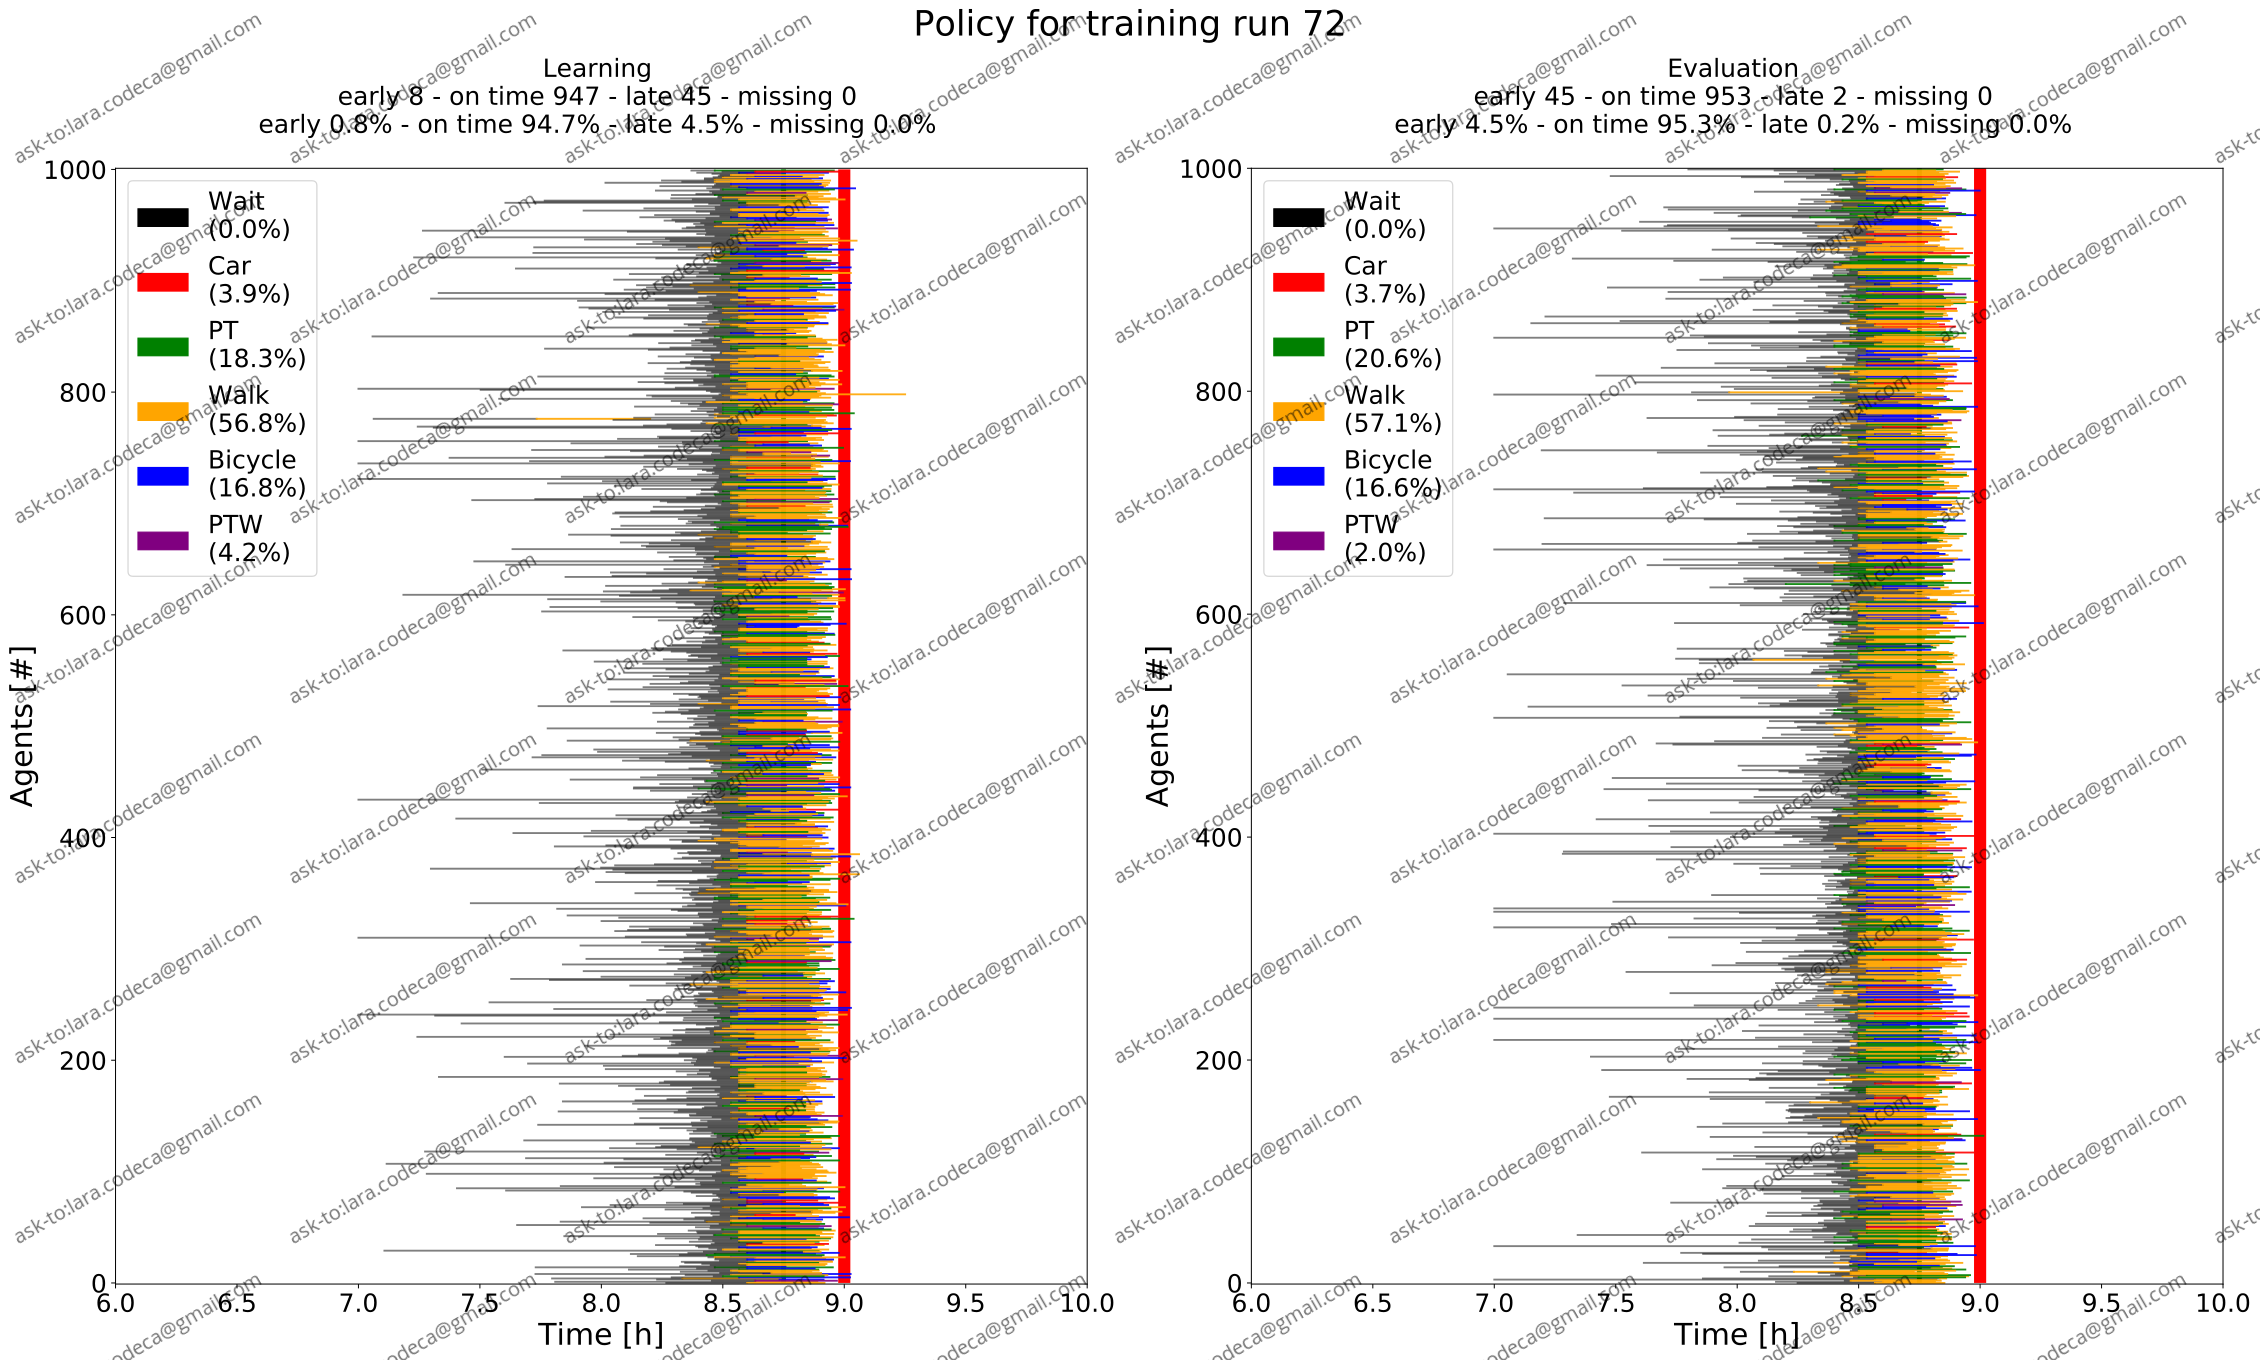 Policy for training run 72
Learning
early 8 - on time 947 - late 45 - missing 0
early 0.8% - on time 94.7% - late 4.5% - missing 0.0%
Agents [#]
1000
800
600
400
200
0
Wait
(0.0%)
Car
(3.9%)
PT
(18.3%)
Walk
(56.8%)
Bicycle
(16.8%)
PTW
(4.2%)
6.0 6.5 7.0 7.5 8.0 8.5 9.0 9.5 10.0
Time [h]
Evaluation
early 45 - on time 953 - late 2 - missing 0
early 4.5% - on time 95.3% - late 0.2% - missing 0.0%
Agents [#]
1000
800
600
400
200
0
Wait
(0.0%)
Car
(3.7%)
PT
(20.6%)
Walk
(57.1%)
Bicycle
(16.6%)
PTW
(2.0%)
6.0 6.5 7.0 7.5 8.0 8.5 9.0 9.5 10.0
Time [h]
ask-to:lara.codeca@gmail.com